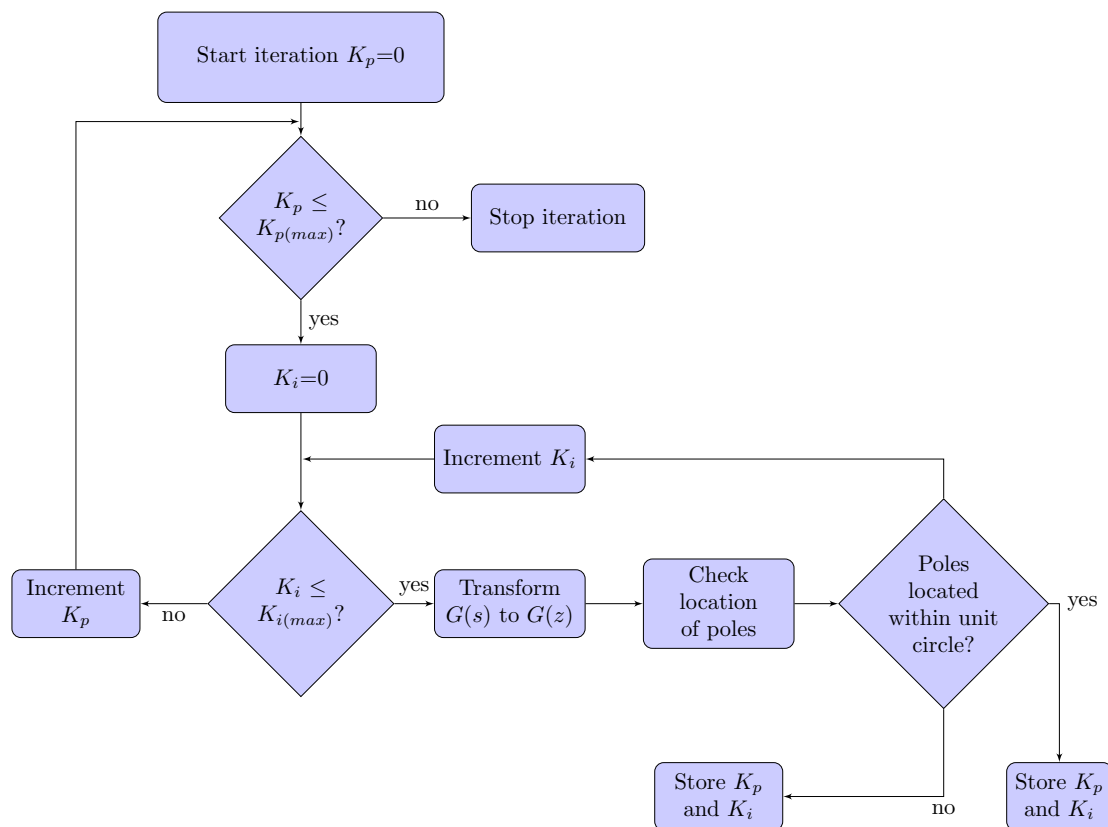 Start iteration $K_p$=0
$K_p$ ≤
$K_{p(max)}$?
no
Stop iteration
yes
$K_i$=0
Increment $K_i$
Increment
$K_p$
no
$K_i$ ≤
$K_{i(max)}$?
yes
Transform
$G(s)$ to $G(z)$
Check
location
of poles
Poles
located
within unit
circle?
yes
Store $K_p$
and $K_i$
no
Store $K_p$
and $K_i$